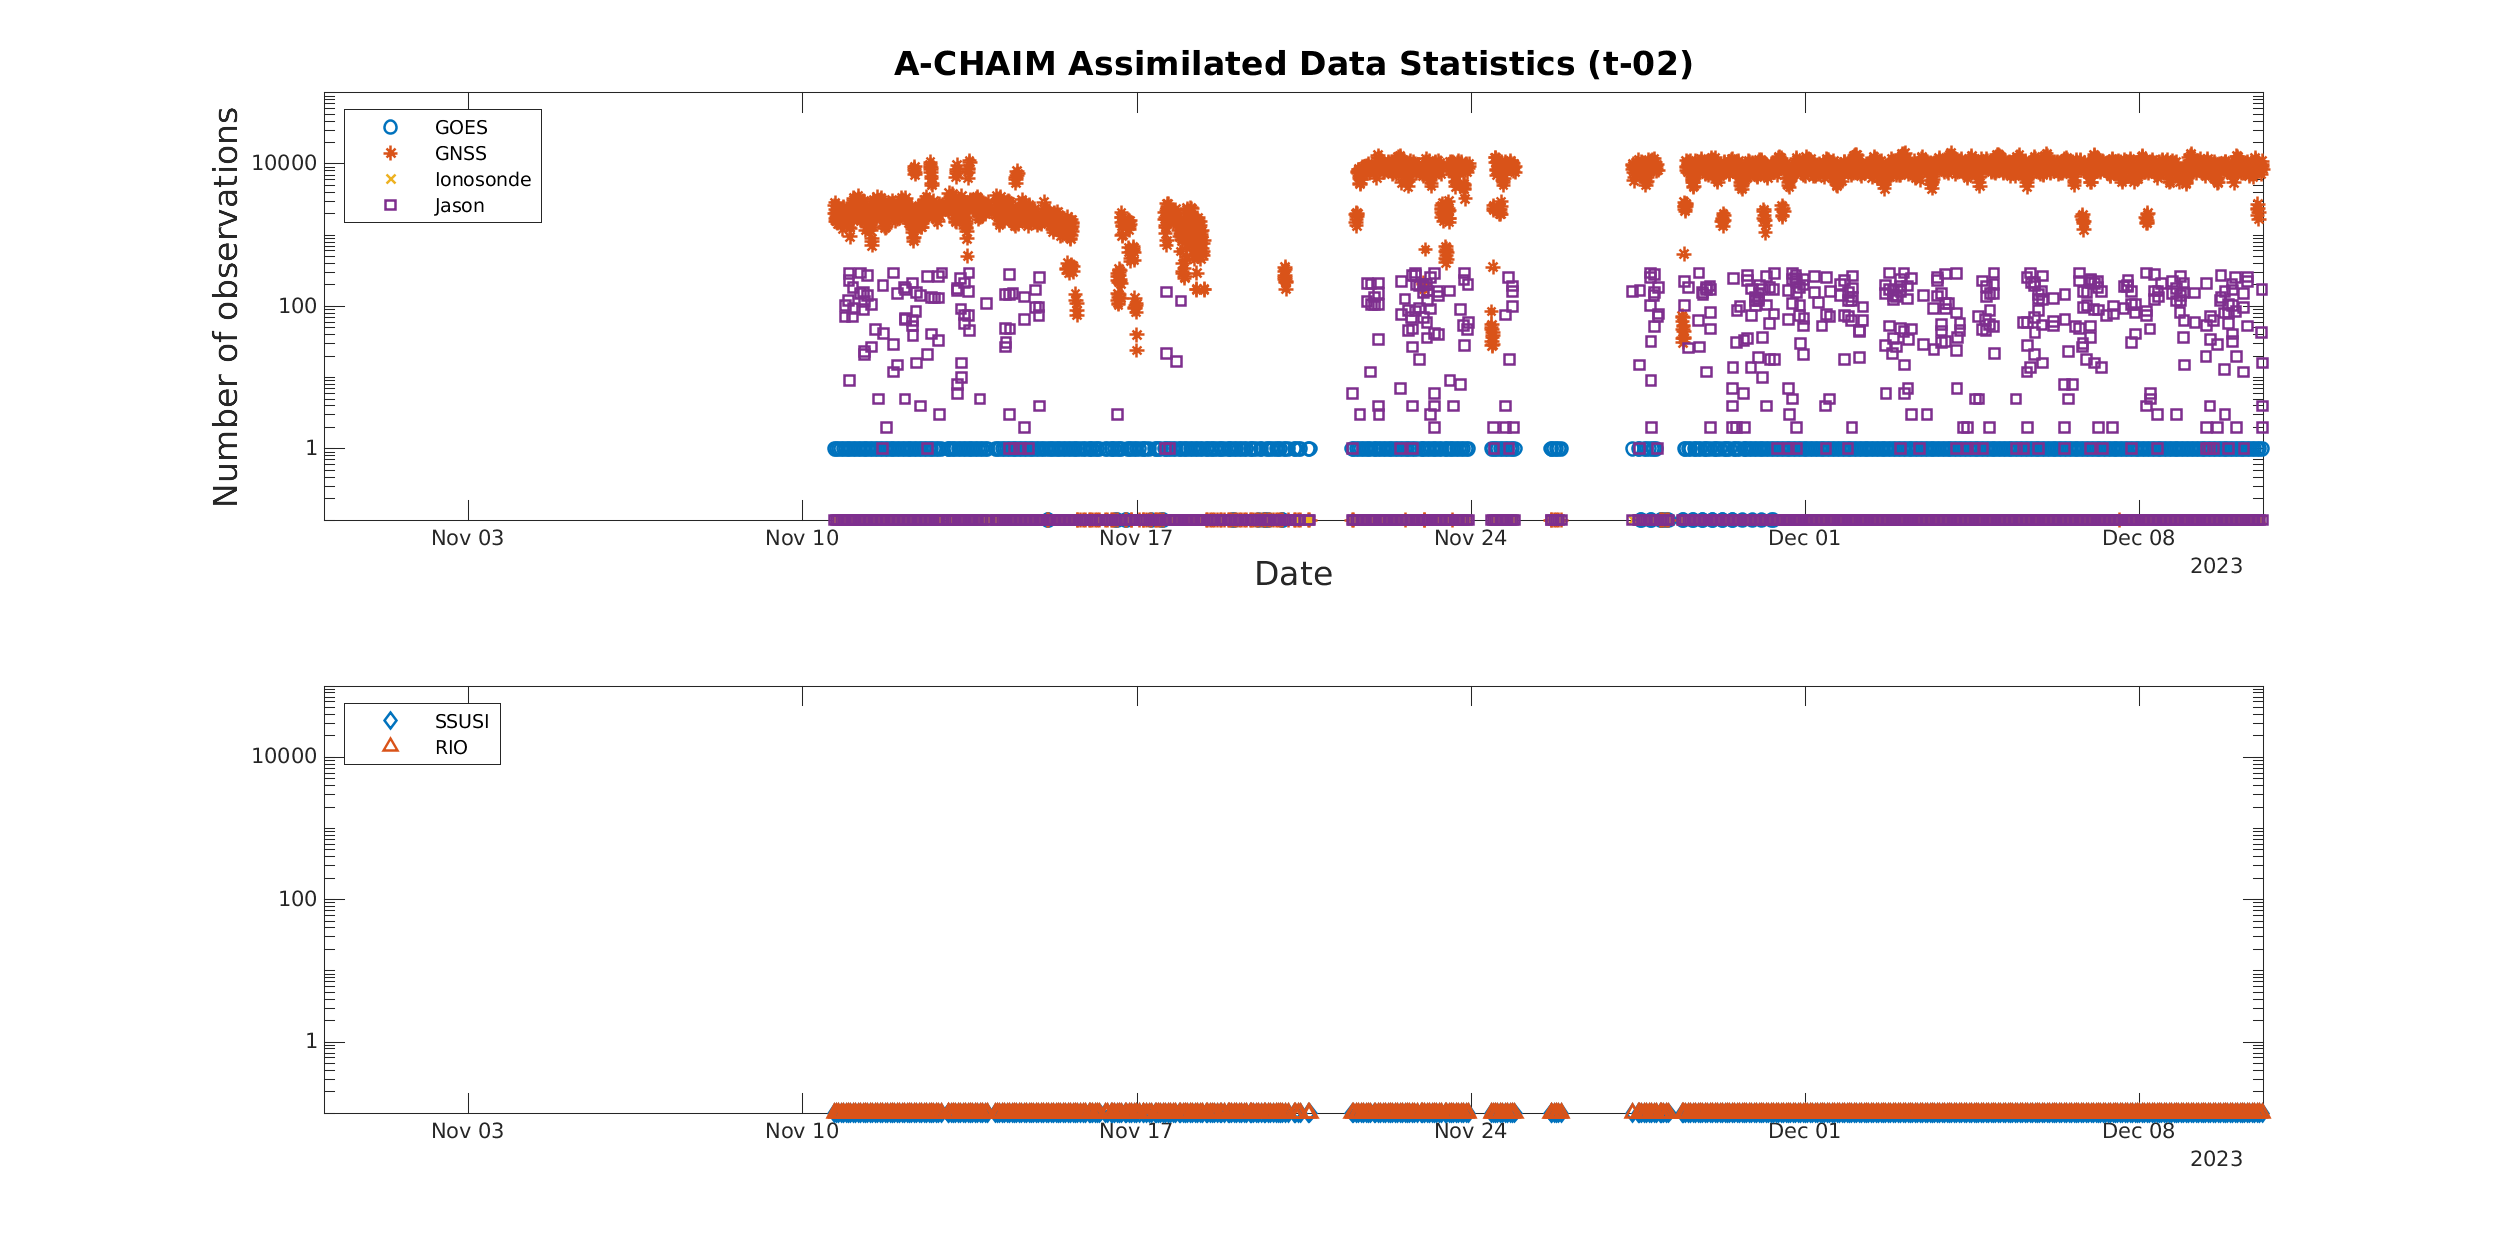 A-CHAIM Assimilated Data Statistics (t-02)
Number of observations
10000
100
1
GOES
GNSS
Ionosonde
Jason
Nov 03 Nov 10 Nov 17 Nov 24 Dec 01 Dec 08
2023
Date
10000
100
1
SSUSI
RIO
Nov 03 Nov 10 Nov 17 Nov 24 Dec 01 Dec 08
2023